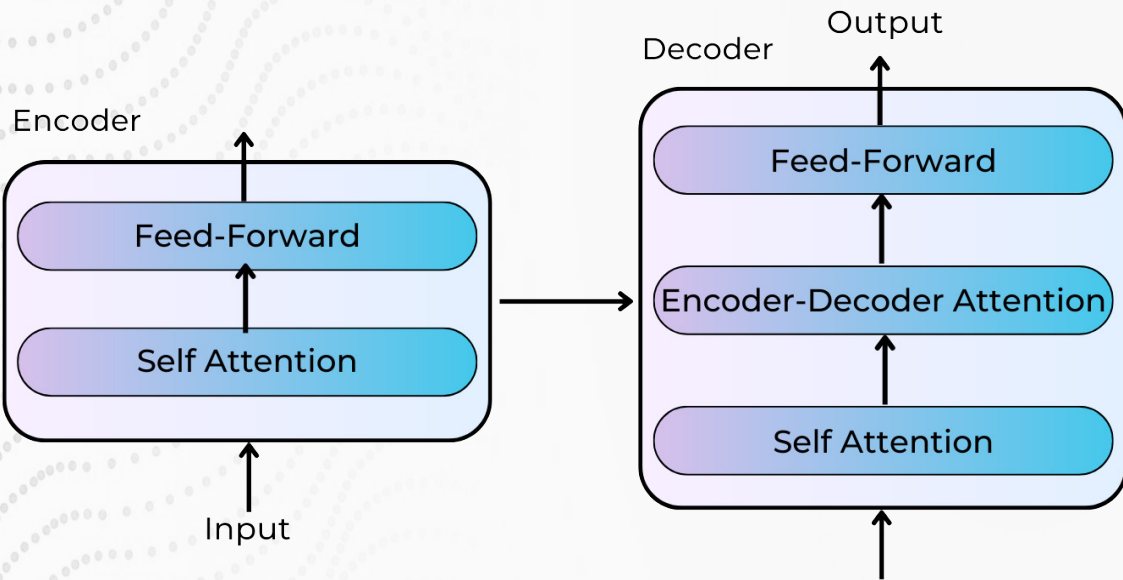 Encoder
Feed-Forward
Self Attention
Input
Decoder
Output
Feed-Forward
Encoder-Decoder Attention
Self Attention